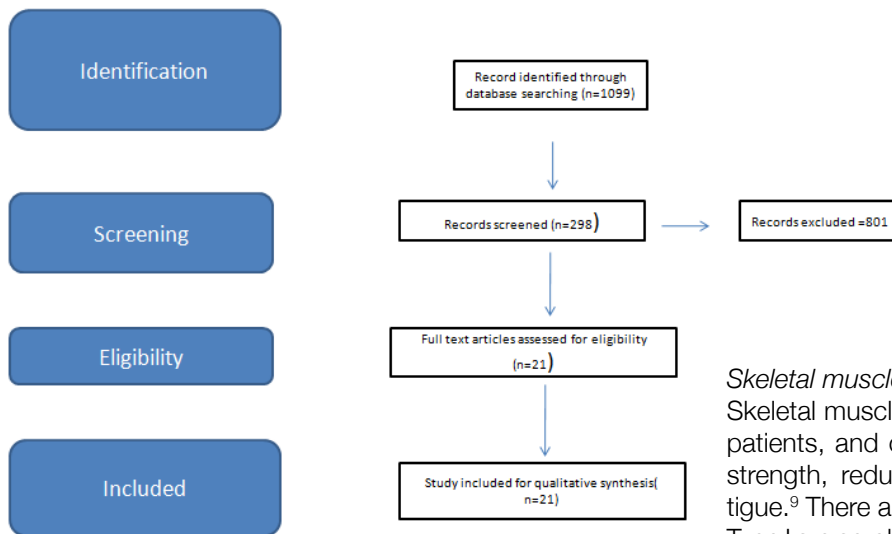 Identification
Record identified through
database searching (n=1099)
Screening
Records screened (n=298)
Records excluded =801
Eligibility
Full text articles assessed for eligibility
(n=21)
Included
Study included for qualitative synthesis(
n=21)
Skeletal muscle
Skeletal muscl
patients, and
strength, redu
tigue.⁹ There a